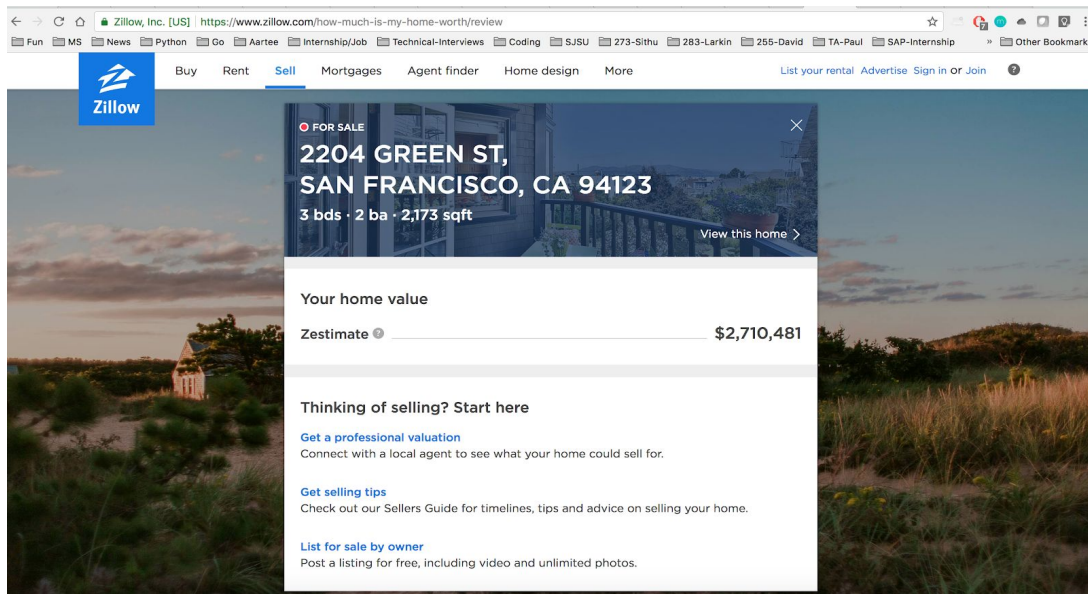 Zillow, Inc. [US] https://www.zillow.com/how-much-is-my-home-worth/review
Fun MS News Python Go Aartee Internship/Job Technical-Interviews Coding SJSU 273-Sithu 283-Larkin 255-David TA-Paul SAP-Internship » Other Bookmark
Zillow
Buy Rent Sell Mortgages Agent finder Home design More List your rental Advertise Sign in or Join ?
FOR SALE
2204 GREEN ST,
SAN FRANCISCO, CA 94123
3 bds · 2 ba · 2,173 sqft
View this home >
Your home value
Zestimate ? $2,710,481
Thinking of selling? Start here
Get a professional valuation
Connect with a local agent to see what your home could sell for.
Get selling tips
Check out our Sellers Guide for timelines, tips and advice on selling your home.
List for sale by owner
Post a listing for free, including video and unlimited photos.